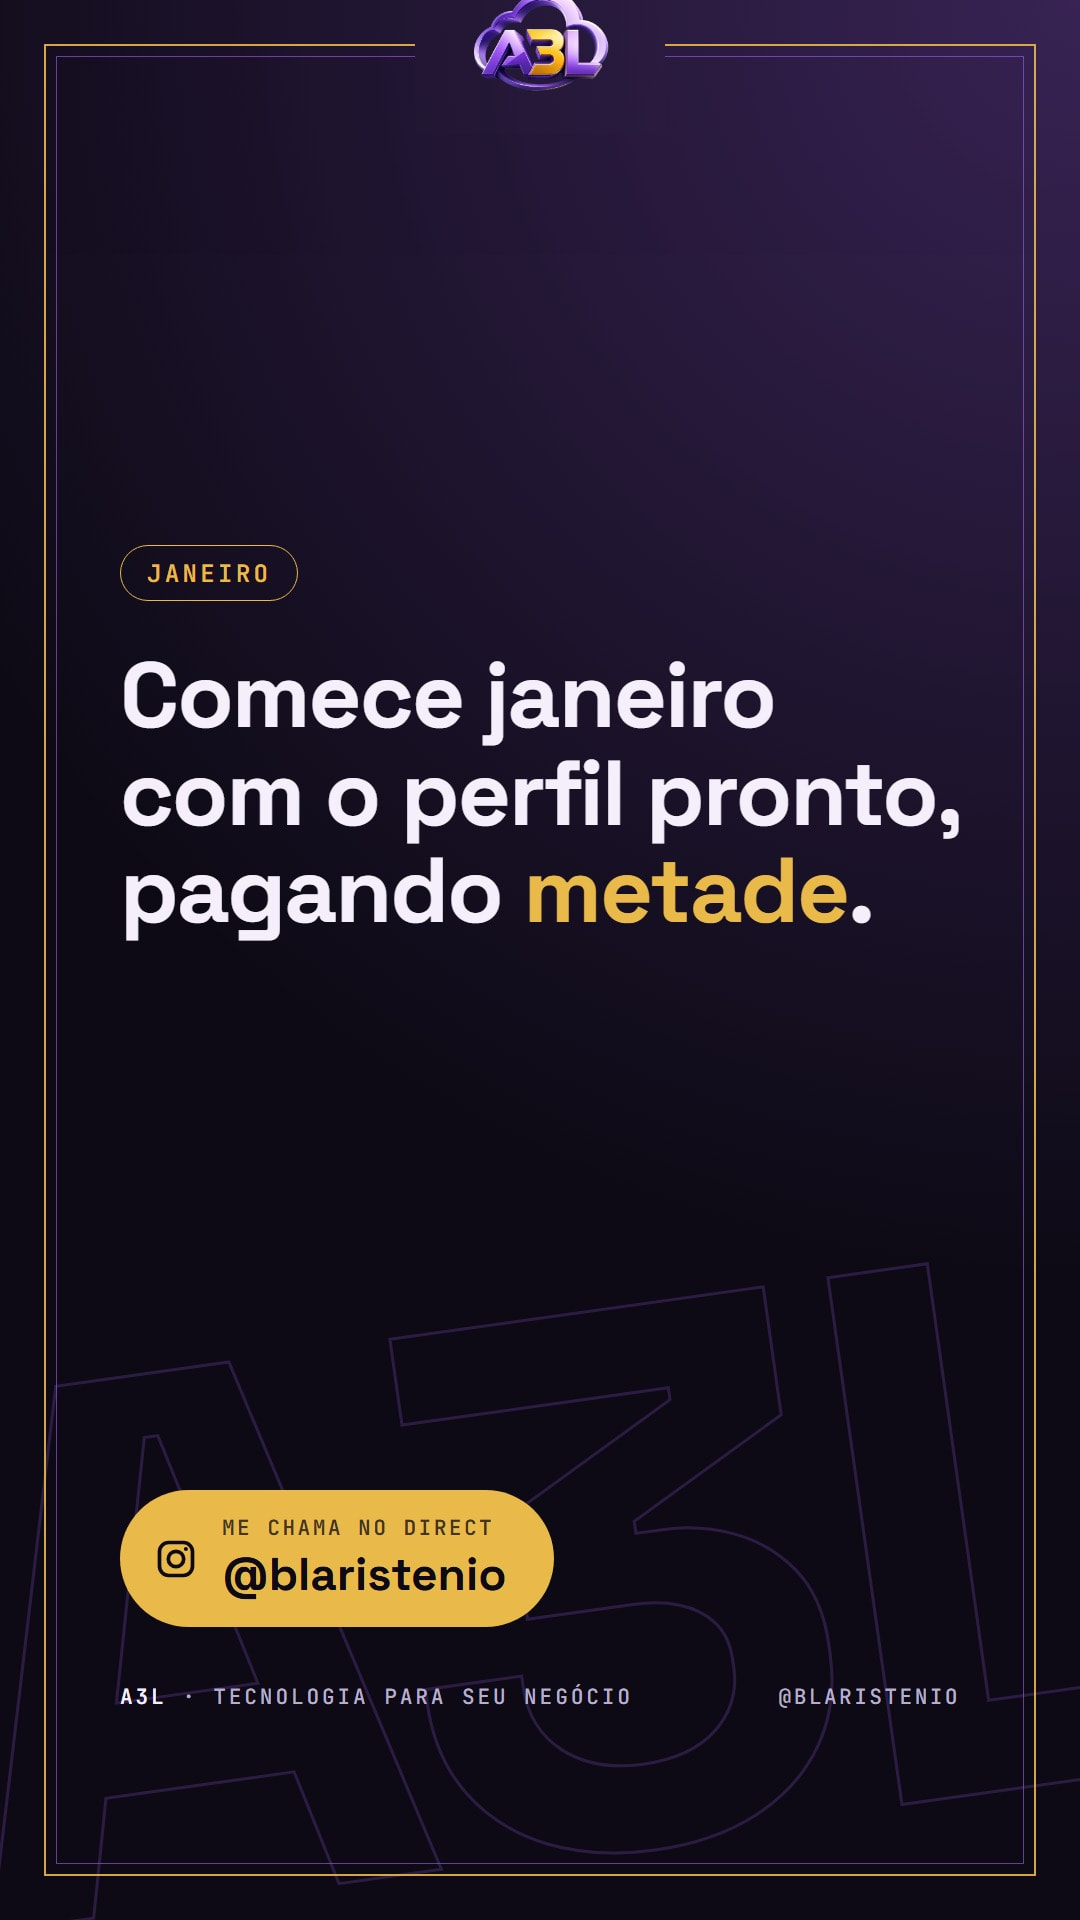 A3L
JANEIRO
Comece janeiro
com o perfil pronto,
pagando metade.
ME CHAMA NO DIRECT
@blaristenio
A3L · TECNOLOGIA PARA SEU NEGÓCIO @BLARISTENIO
A3L